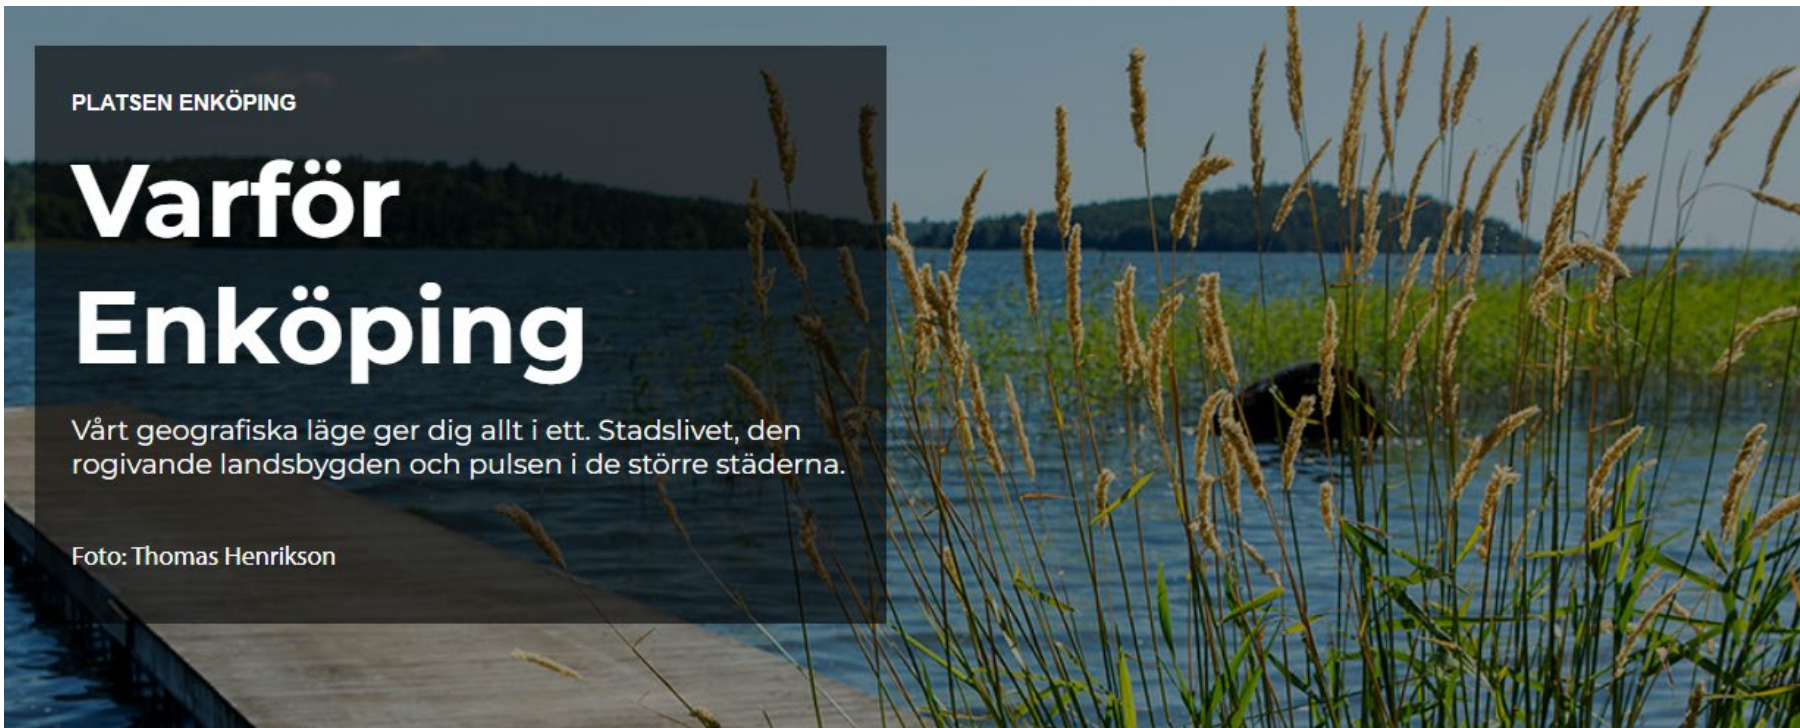 PLATSEN ENKÖPING
Varför
Enköping
Vårt geografiska läge ger dig allt i ett. Stadslivet, den
rogivande landsbygden och pulsen i de större städerna.
Foto: Thomas Henrikson